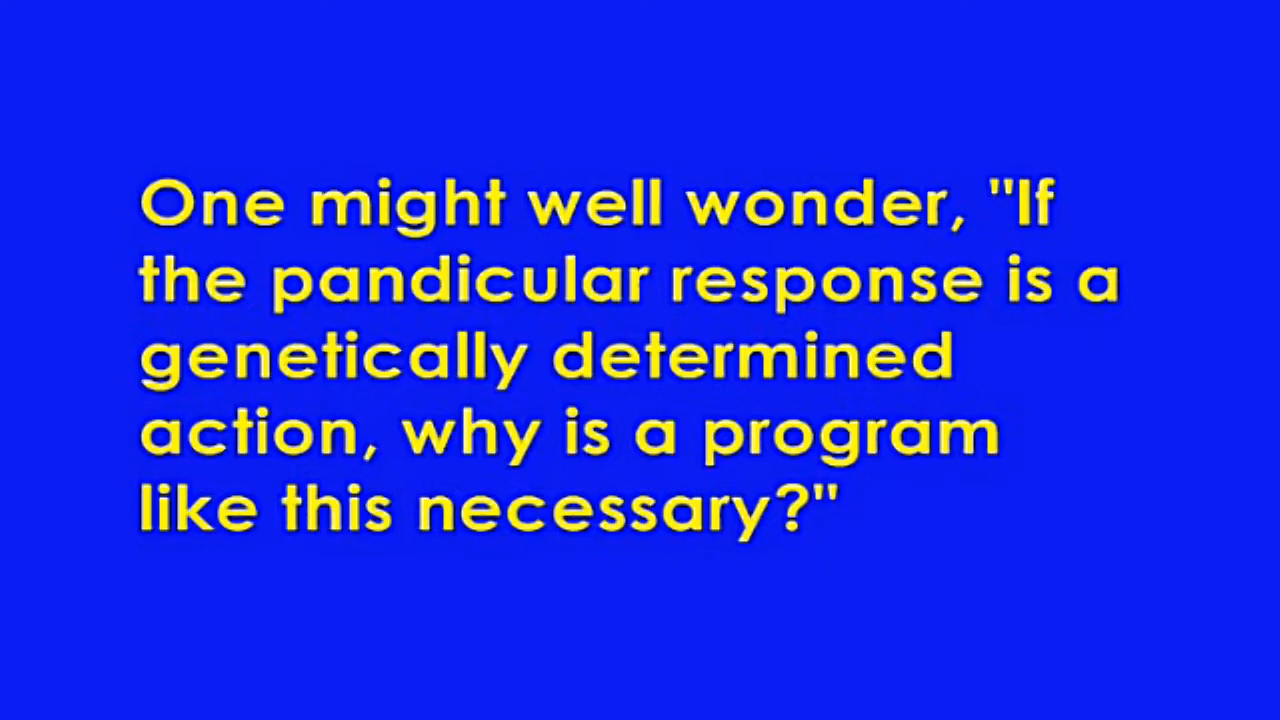 One might well wonder, "If
the pandicular response is a
genetically determined
action, why is a program
like this necessary?"